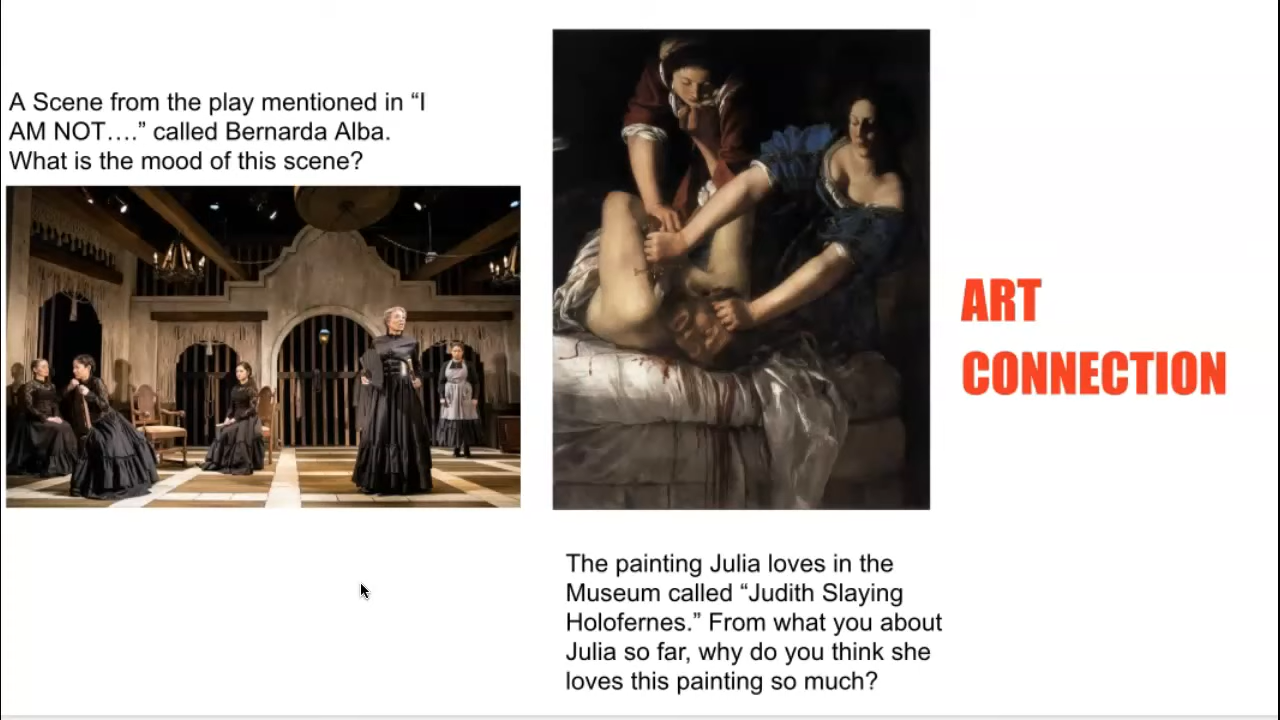 A Scene from the play mentioned in “I
AM NOT….” called Bernarda Alba.
What is the mood of this scene?
ART
CONNECTION
The painting Julia loves in the
Museum called “Judith Slaying
Holofernes.” From what you about
Julia so far, why do you think she
loves this painting so much?